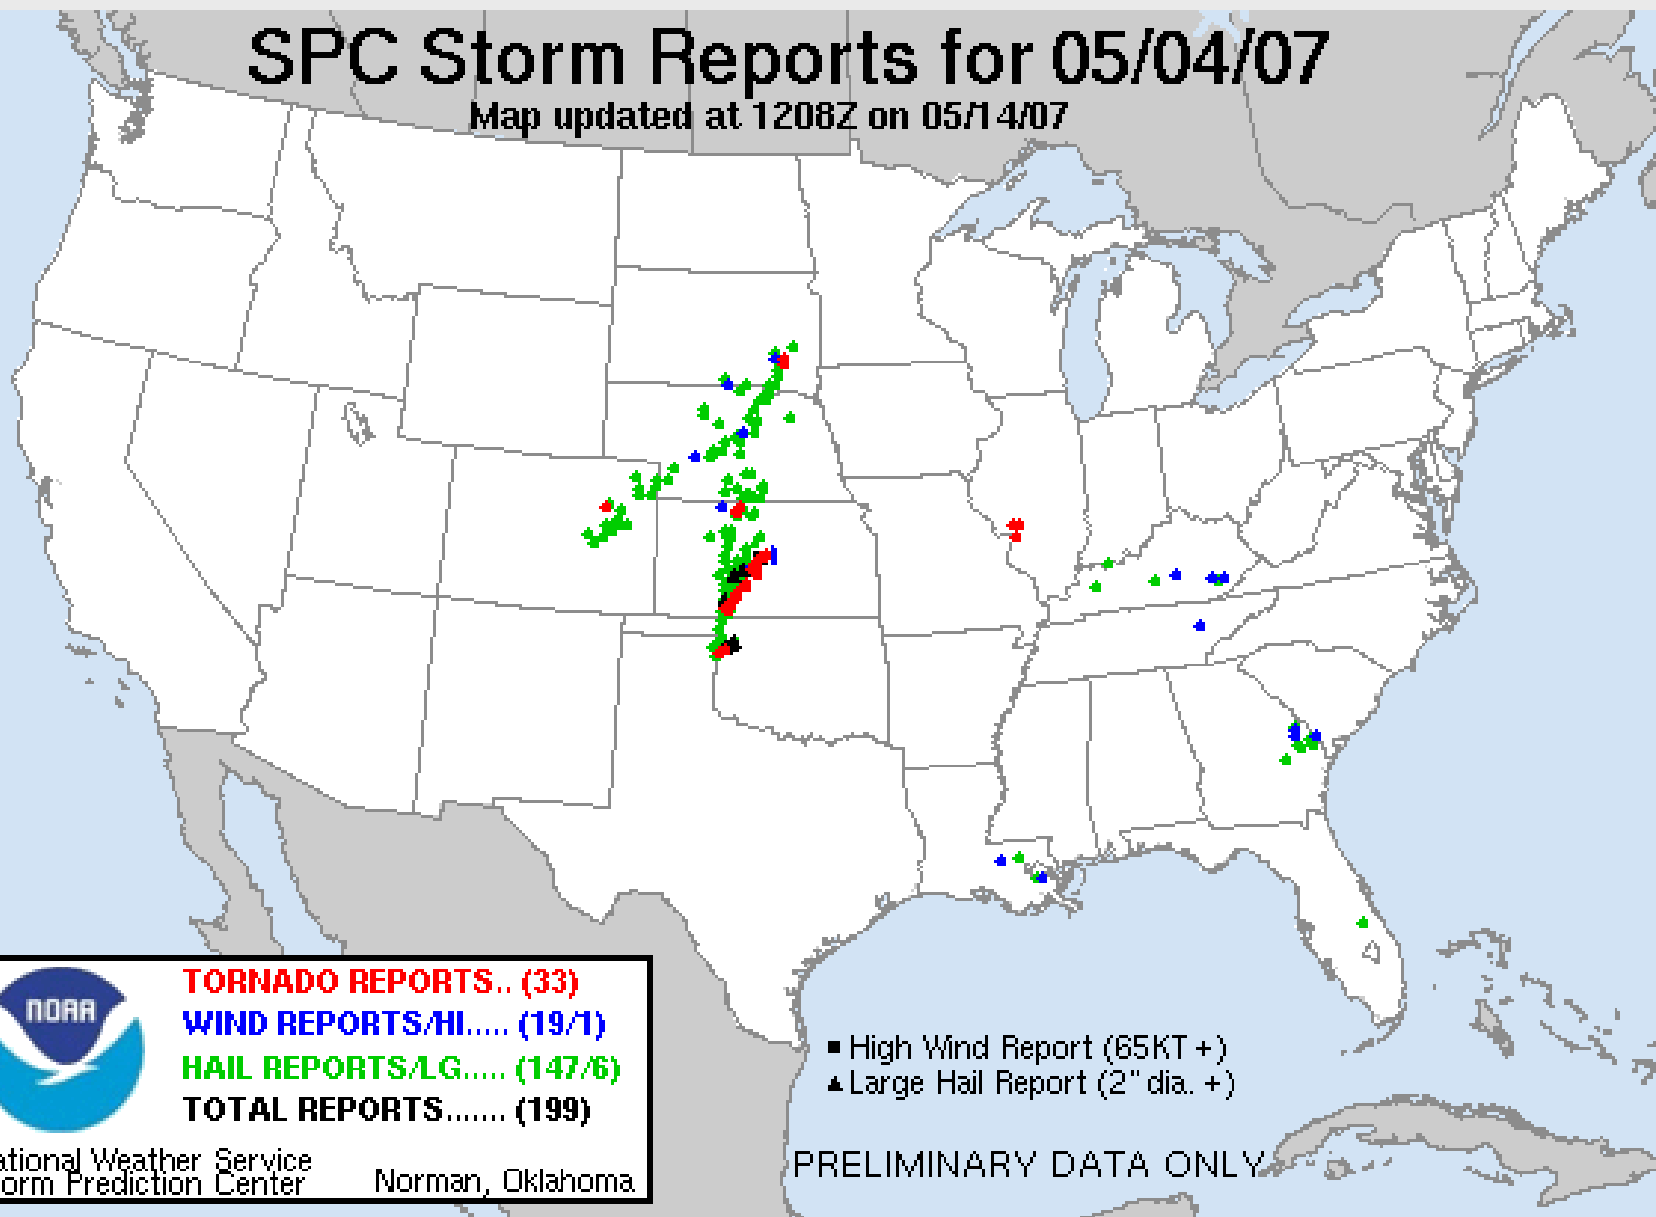 SPC Storm Reports for 05/04/07
Map updated at 1208Z on 05/14/07
NOAA
TORNADO REPORTS.. (33)
WIND REPORTS/HI..... (19/1)
HAIL REPORTS/LG..... (147/6)
TOTAL REPORTS....... (199)
ational Weather Service
orm Prediction Center
Norman, Oklahoma
High Wind Report (65KT +)
Large Hail Report (2" dia. +)
PRELIMINARY DATA ONLY